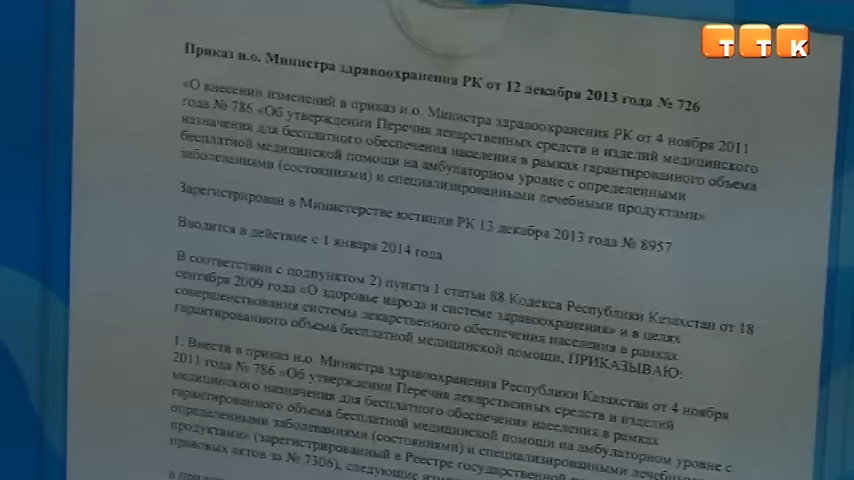 ТТК
Приказ и.о. Министра здравоохранения РК от 12 декабря 2013 года № 726
«О внесении изменений в приказ и.о. Министра здравоохранения РК от 4 ноября 2011
года № 786 «Об утверждении Перечня лекарственных средств и изделий медицинского
назначения для бесплатного обеспечения населения в рамках гарантированного объема
бесплатной медицинской помощи на амбулаторном уровне с определенными
заболеваниями (состояниями) и специализированными лечебными продуктами»
Зарегистрирован в Министерстве юстиции РК 13 декабря 2013 года № 8957
Вводится в действие с 1 января 2014 года
В соответствии с подпунктом 2) пункта 1 статьи 88 Кодекса Республики Казахстан от 18
сентября 2009 года «О здоровье народа и системе здравоохранения» и в целях
совершенствования системы лекарственного обеспечения населения в рамках
гарантированного объема бесплатной медицинской помощи, ПРИКАЗЫВАЮ:
1. Внести в приказ и.о. Министра здравоохранения Республики Казахстан от 4 ноября
2011 года № 786 «Об утверждении Перечня лекарственных средств и изделий
медицинского назначения для бесплатного обеспечения населения в рамках
гарантированного объема бесплатной медицинской помощи на амбулаторном уровне с
определенными заболеваниями (состояниями) и специализированными лечебными
продуктами» (зарегистрированный в Реестре государственной
правовых актов за № 7306), следующие